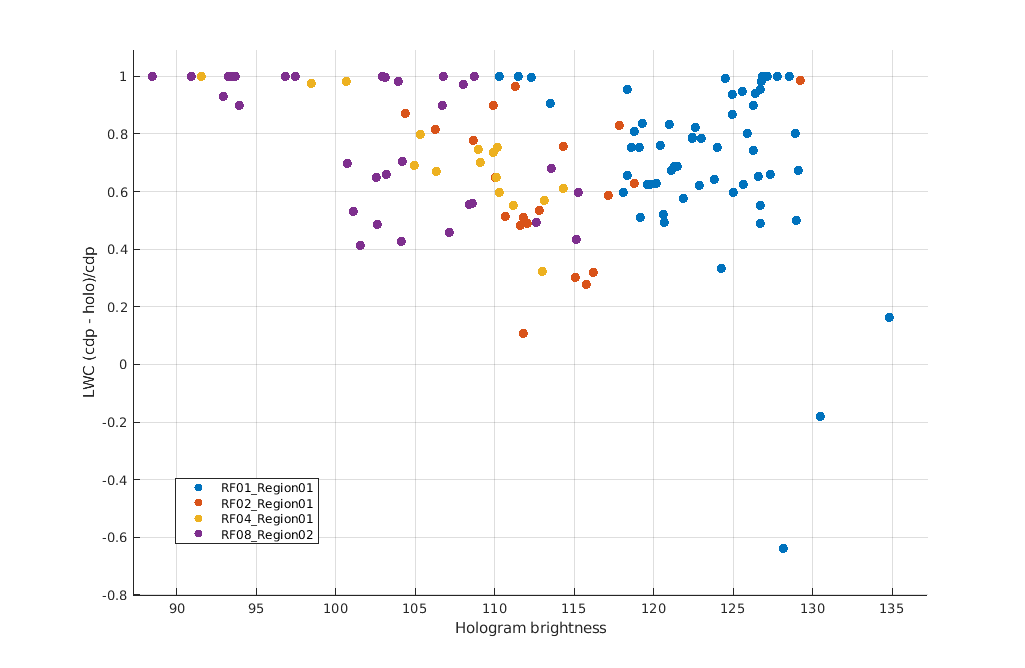 1
0.8
0.6
0.4
0.2
0
-0.2
-0.4
-0.6
-0.8
LWC (cdp - holo)/cdp
RF01_Region01
RF02_Region01
RF04_Region01
RF08_Region02
90 95 100 105 110 115 120 125 130 135
Hologram brightness